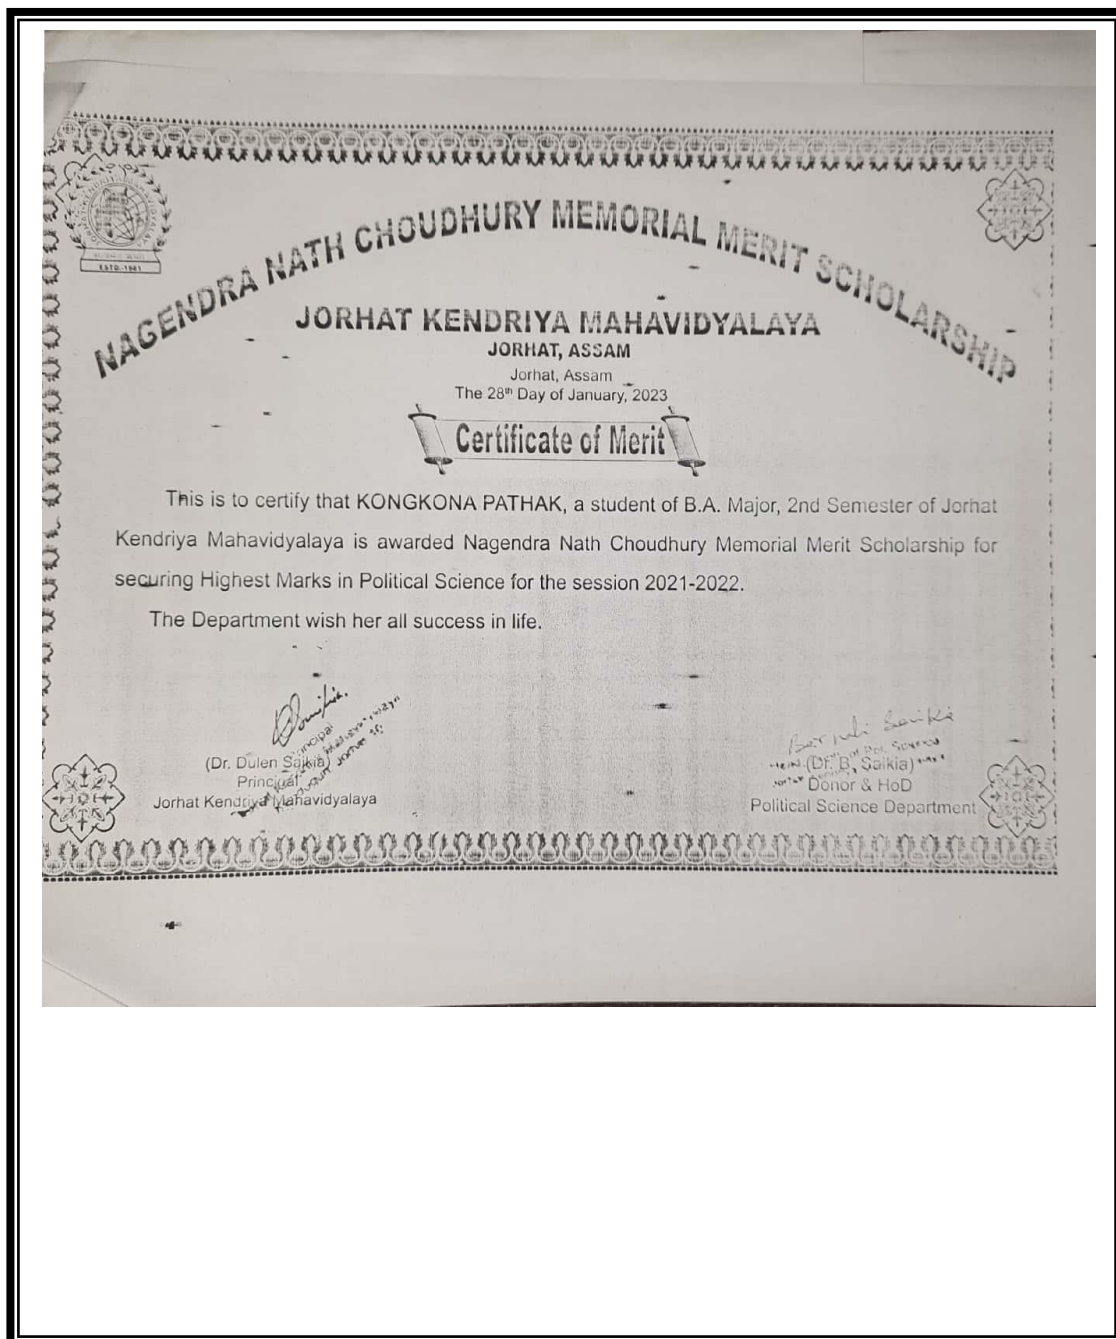 ESTD.-1981
NAGENDRA NATH CHOUDHURY MEMORIAL MERIT SCHOLARSHIP
JORHAT KENDRIYA MAHAVIDYALAYA
JORHAT, ASSAM
Jorhat, Assam
The 28th Day of January, 2023
Certificate of Merit
This is to certify that KONGKONA PATHAK, a student of B.A. Major, 2nd Semester of Jorhat
Kendriya Mahavidyalaya is awarded Nagendra Nath Choudhury Memorial Merit Scholarship for
securing Highest Marks in Political Science for the session 2021-2022.
The Department wish her all success in life.
(Dr. Dulen Saikia)
Principal
Jorhat Kendriya Mahavidyalaya
Principal
(Dr. B. Saikia)
Donor & HoD
Political Science Department